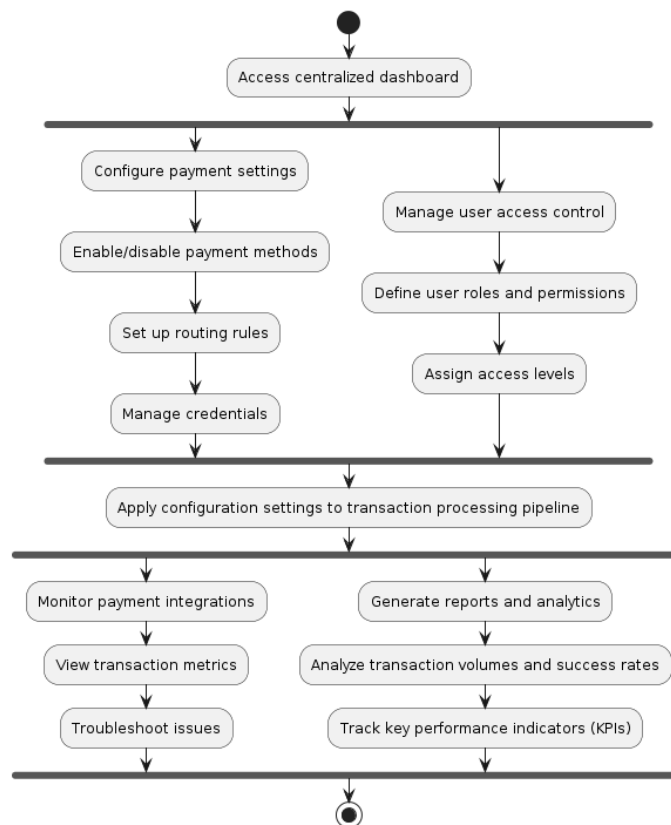 Access centralized dashboard
Configure payment settings
Enable/disable payment methods
Set up routing rules
Manage credentials
Manage user access control
Define user roles and permissions
Assign access levels
Apply configuration settings to transaction processing pipeline
Monitor payment integrations
View transaction metrics
Troubleshoot issues
Generate reports and analytics
Analyze transaction volumes and success rates
Track key performance indicators (KPIs)